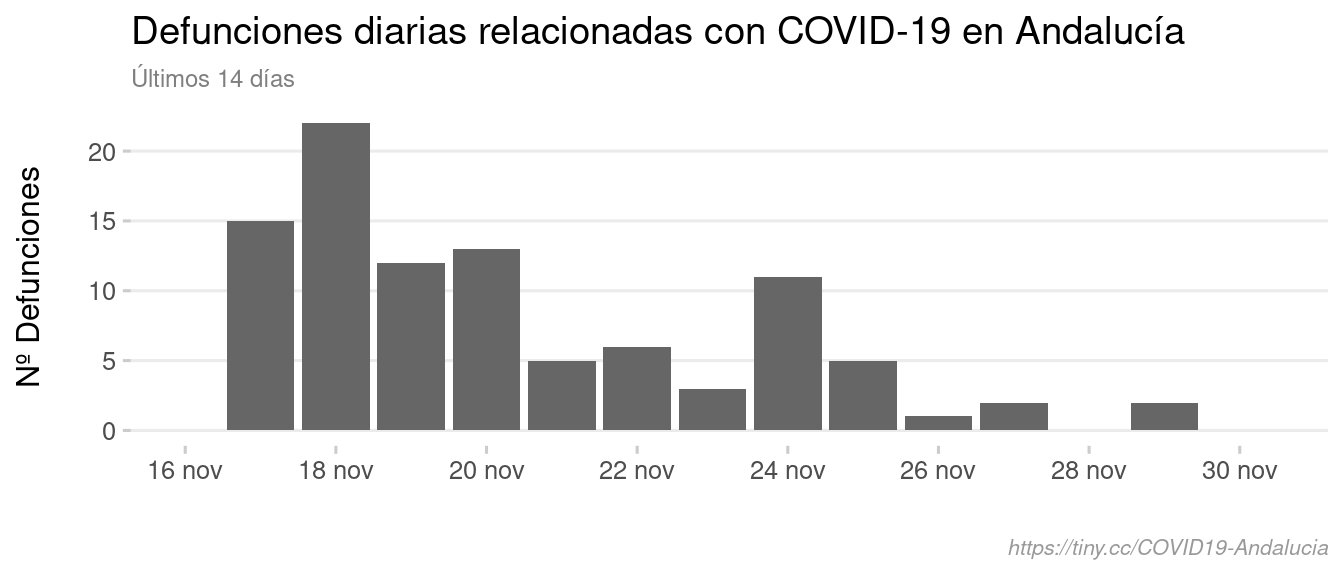 Defunciones diarias relacionadas con COVID-19 en Andalucía
Últimos 14 días
Nº Defunciones
20
15
10
5
0
16 nov 18 nov 20 nov 22 nov 24 nov 26 nov 28 nov 30 nov
https://tiny.cc/COVID19-Andalucia